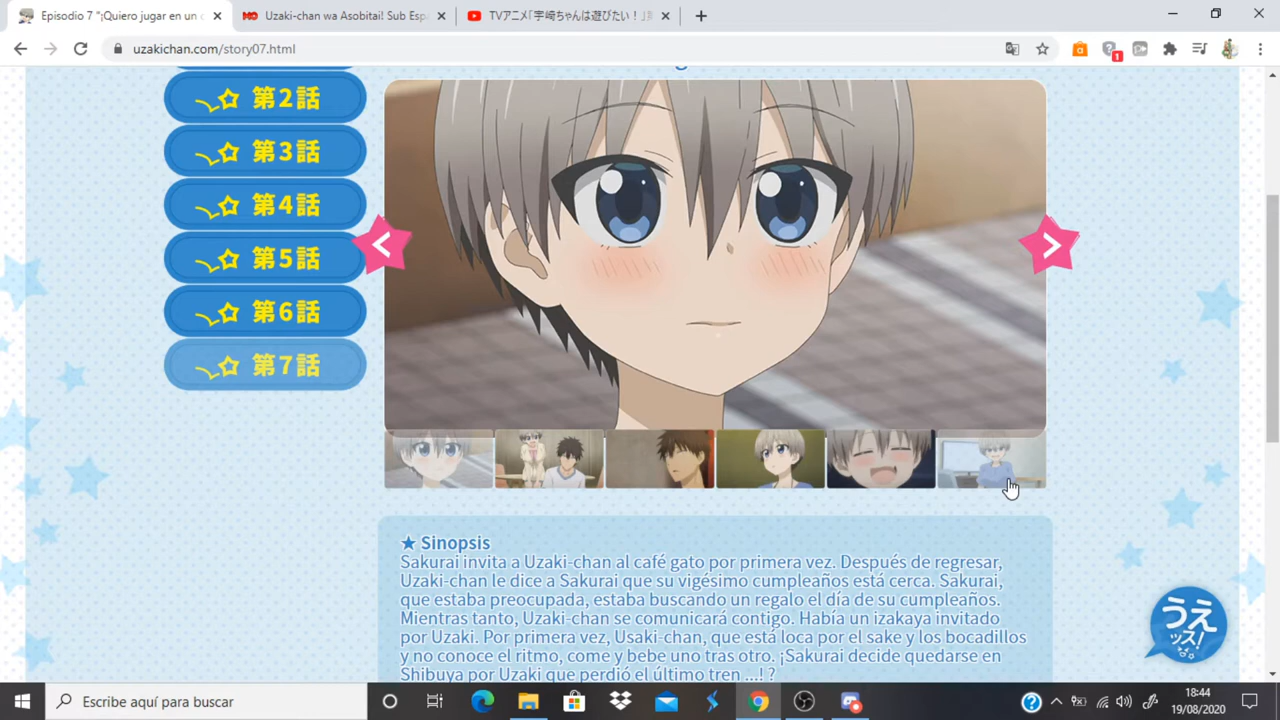 Episodio 7 "¡Quiero jugar en un
Uzaki-chan wa Asobitai! Sub Espa
TVアニメ「宇崎ちゃんは遊びたい！」
uzakichan.com/story07.html
1
第2話
第3話
第4話
第5話
第6話
第7話
★ Sinopsis
Sakurai invita a Uzaki-chan al café gato por primera vez. Después de regresar,
Uzaki-chan le dice a Sakurai que su vigésimo cumpleaños está cerca. Sakurai,
que estaba preocupada, estaba buscando un regalo el día de su cumpleaños.
Mientras tanto, Uzaki-chan se comunicará contigo. Había un izakaya invitado
por Uzaki. Por primera vez, Usaki-chan, que está loca por el sake y los bocadillos
y no conoce el ritmo, come y bebe uno tras otro. ¡Sakurai decide quedarse en
Shibuya por Uzaki que perdió el último tren ...! ?
うえ
ッス!
Escribe aquí para buscar
18:44
19/08/2020